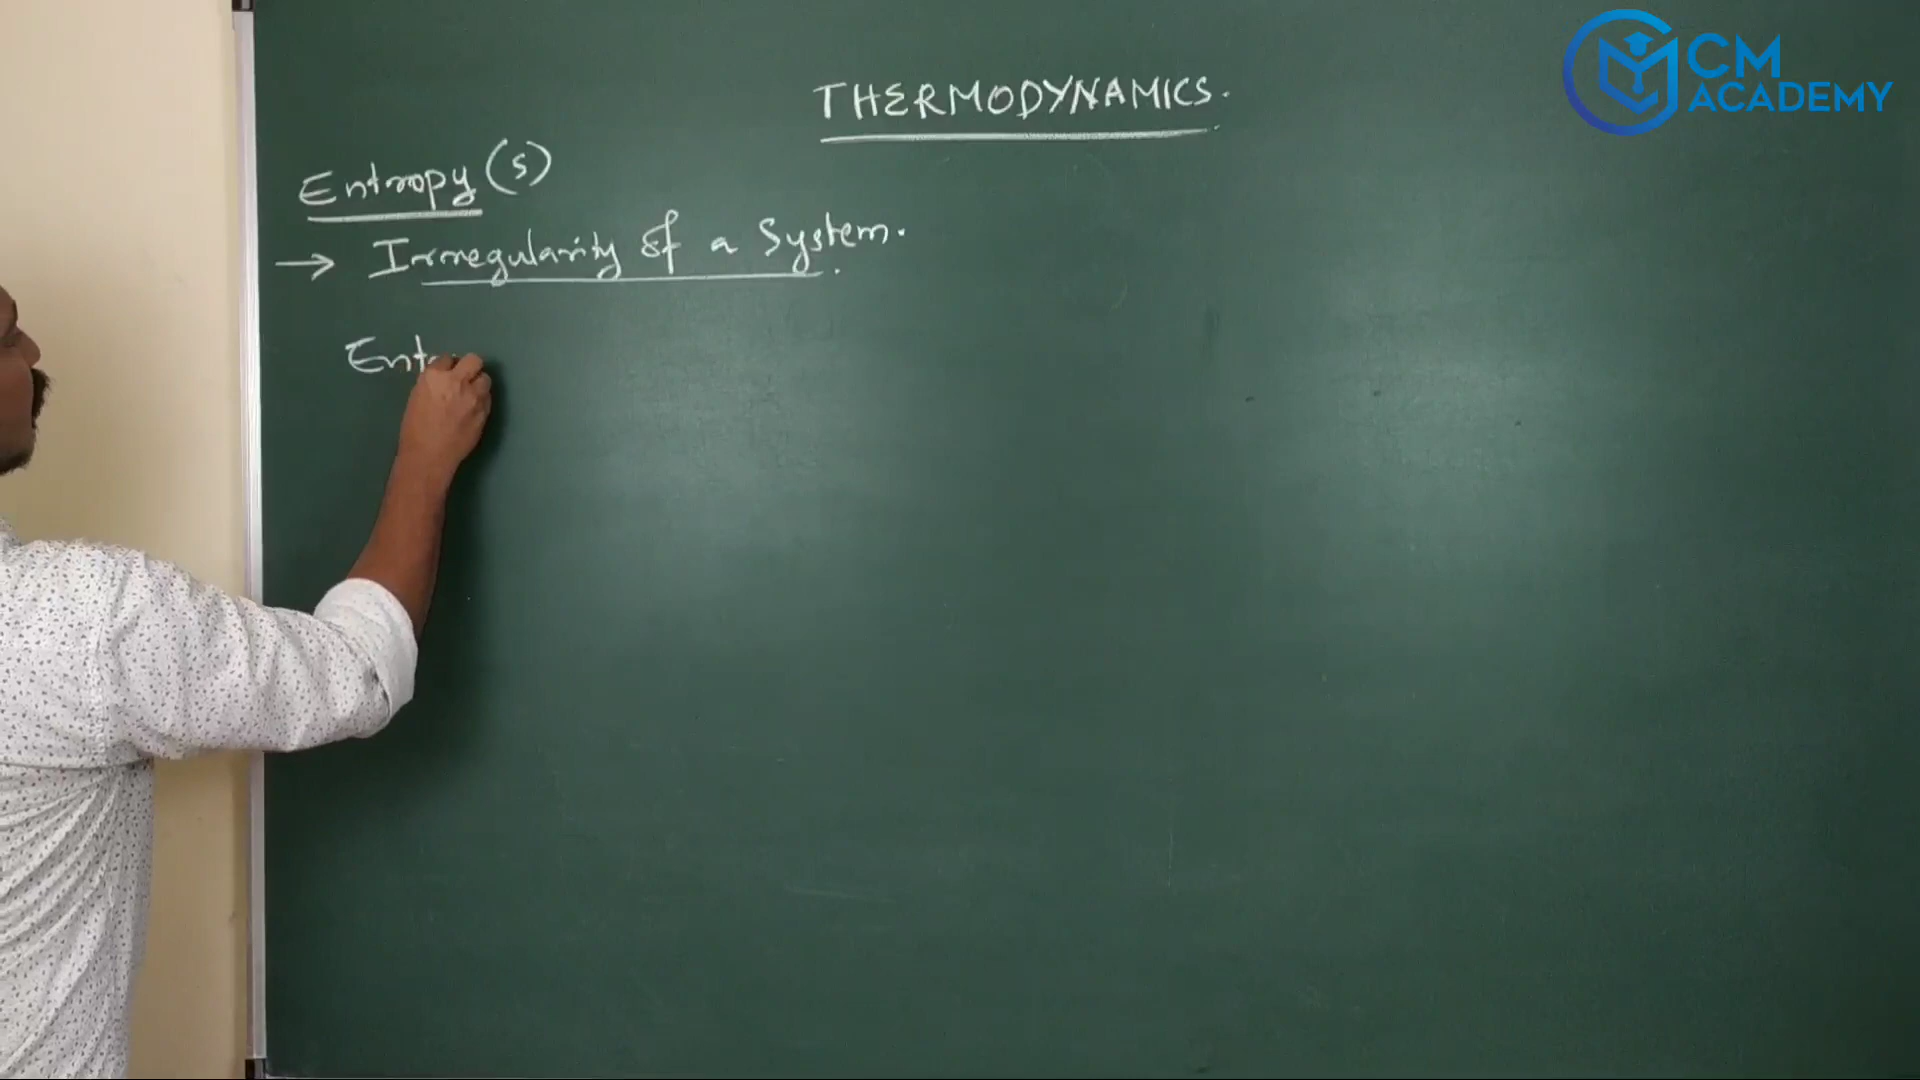 CM
ACADEMY
THERMODYNAMICS.
Entropy (s)
→ Irregularity of a System.
Ent